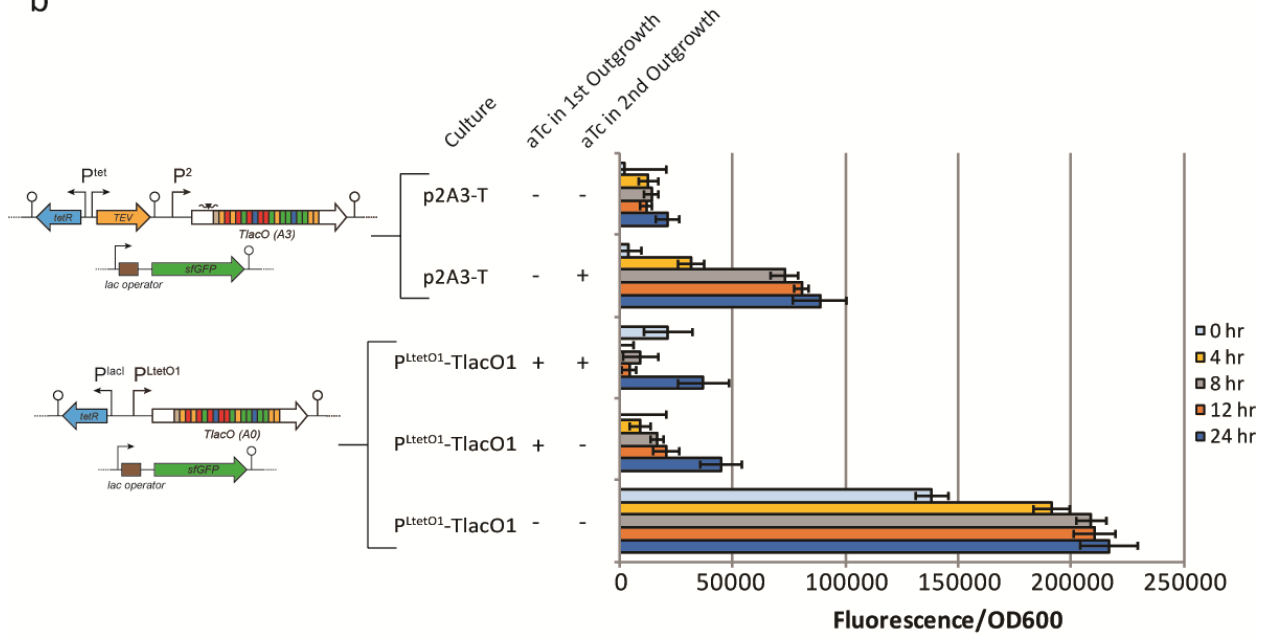 b
Culture
aTc in 1st Outgrowth
aTc in 2nd Outgrowth
Ptet
P2
tetR
TEV
TlacO (A3)
sfGFP
lac operator
p2A3-T - -
p2A3-T - +
PlacI
PLtetO1
tetR
TlacO (A0)
sfGFP
lac operator
PLtetO1-TlacO1 + +
PLtetO1-TlacO1 + -
PLtetO1-TlacO1 - -
0 hr
4 hr
8 hr
12 hr
24 hr
0 50000 100000 150000 200000 250000
Fluorescence/OD600